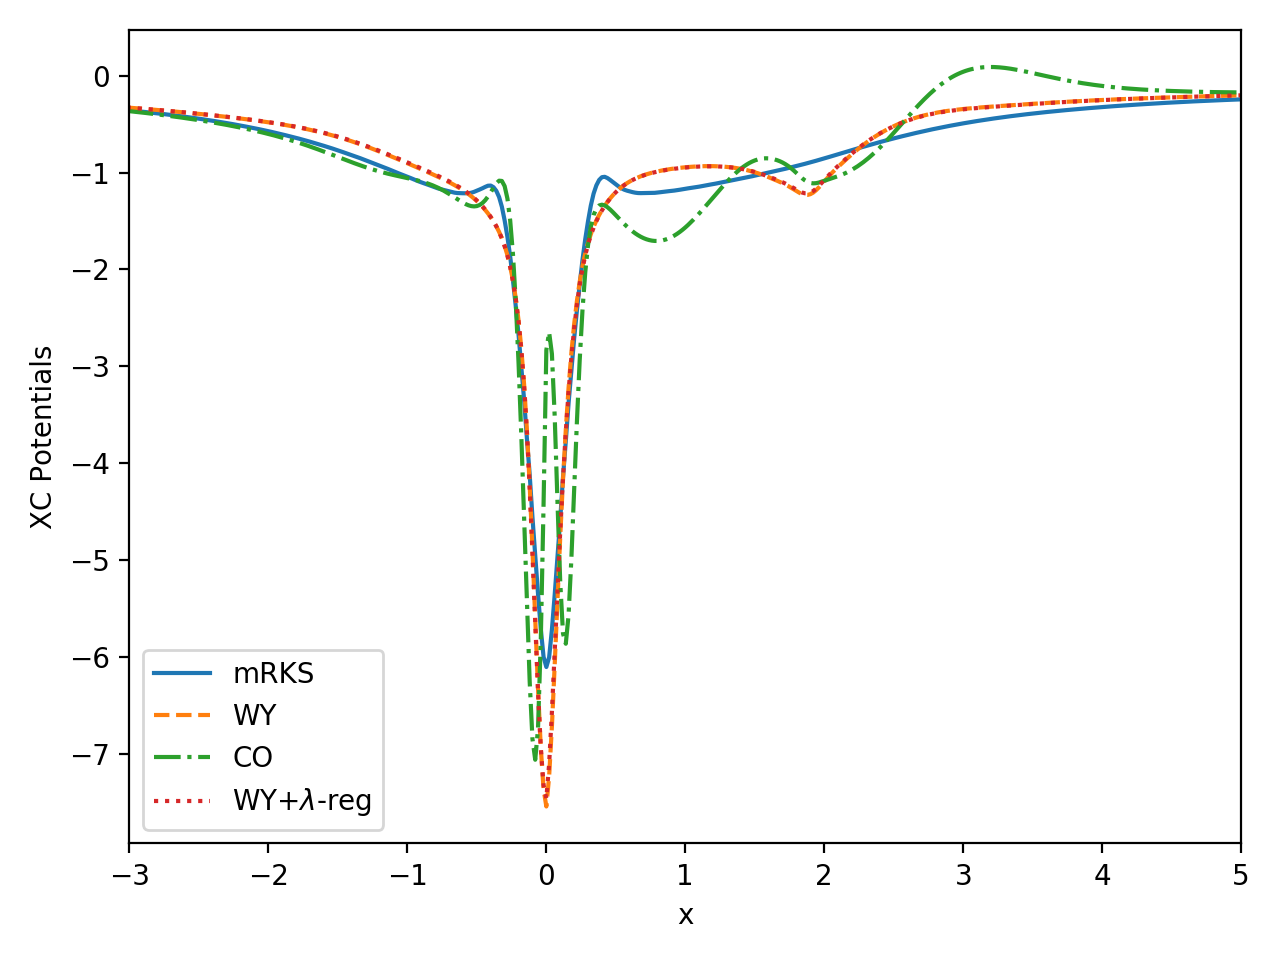 0
−1
−2
−3
−4
−5
−6
−7
XC Potentials
mRKS
WY
CO
WY+λ-reg
−3 −2 −1 0 1 2 3 4 5
x